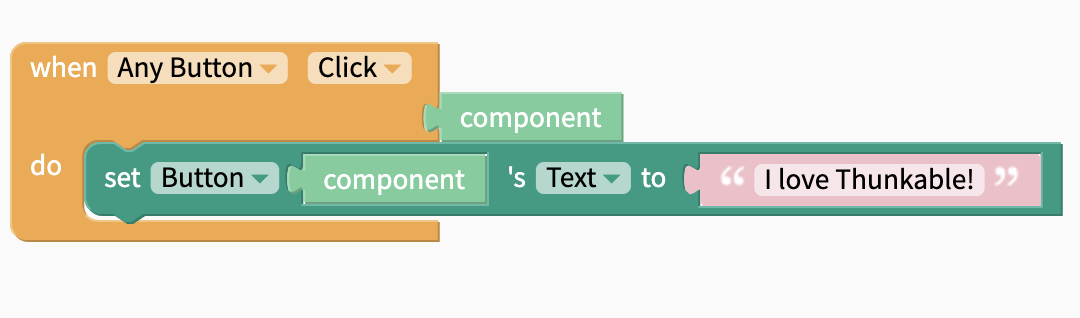 when Any Button Click
component
do set Button component 's Text to “ I love Thunkable! ”